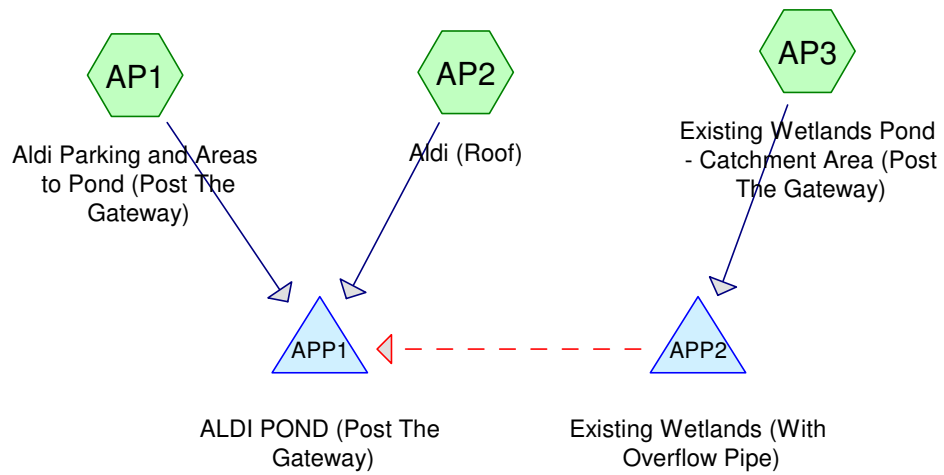 AP1
AP2
AP3
Aldi Parking and Areas
to Pond (Post The
Gateway)
Aldi (Roof)
Existing Wetlands Pond
- Catchment Area (Post
The Gateway)
APP1
APP2
ALDI POND (Post The
Gateway)
Existing Wetlands (With
Overflow Pipe)